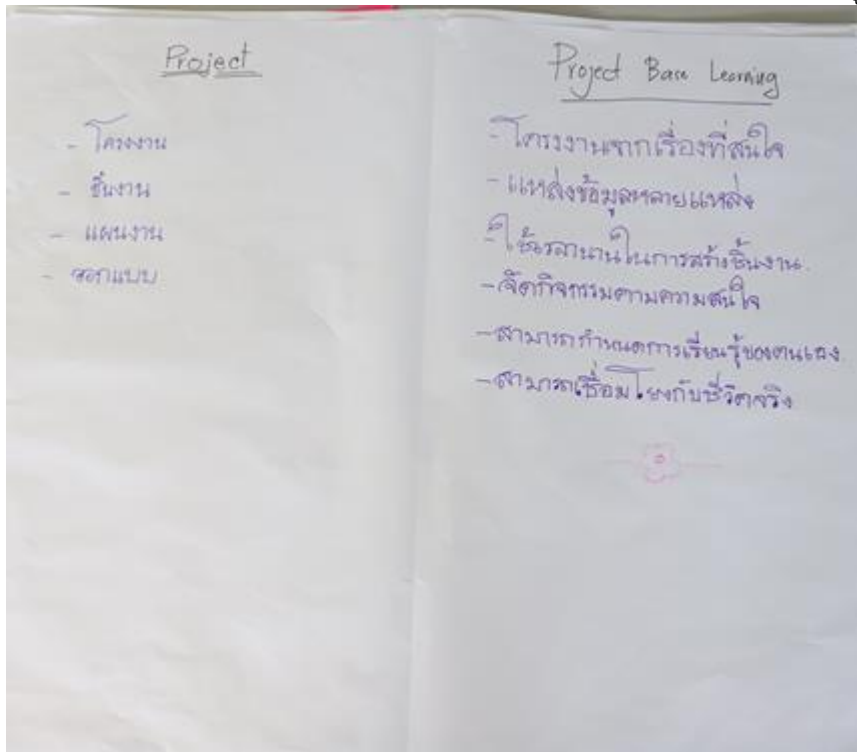 Project
- โครงงาน
- ชิ้นงาน
- แผนงาน
- ออกแบบ
Project Base Learning
- โครงงานจากเรื่องที่สนใจ
- แหล่งข้อมูลหลายแหล่ง
- ใช้เวลานานในการสร้างชิ้นงาน
- จัดกิจกรรมตามความสนใจ
- สามารถกำหนดการเรียนรู้ของตนเอง
- สามารถเชื่อมโยงกับชีวิตจริง